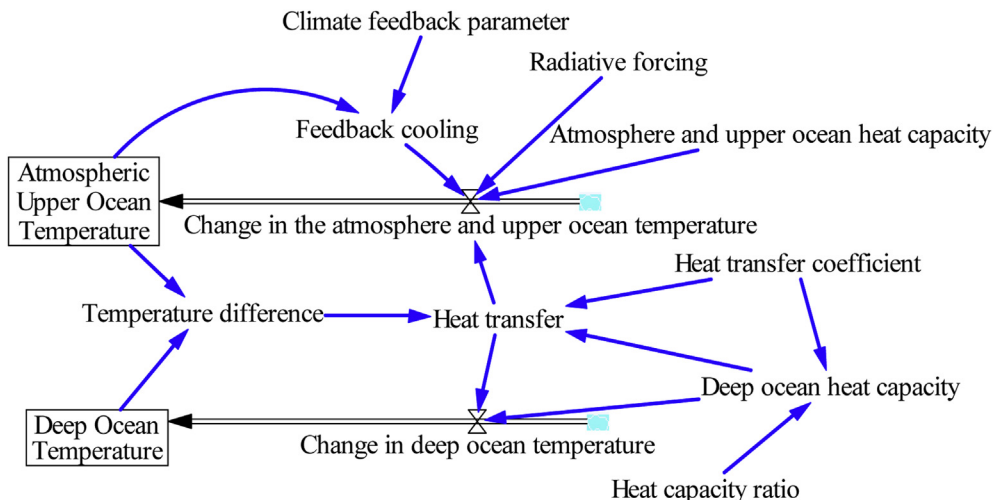 Climate feedback parameter
Radiative forcing
Feedback cooling
Atmosphere and upper ocean heat capacity
Atmospheric
Upper Ocean
Temperature
Change in the atmosphere and upper ocean temperature
Heat transfer coefficient
Temperature difference
Heat transfer
Deep ocean heat capacity
Deep Ocean
Temperature
Change in deep ocean temperature
Heat capacity ratio